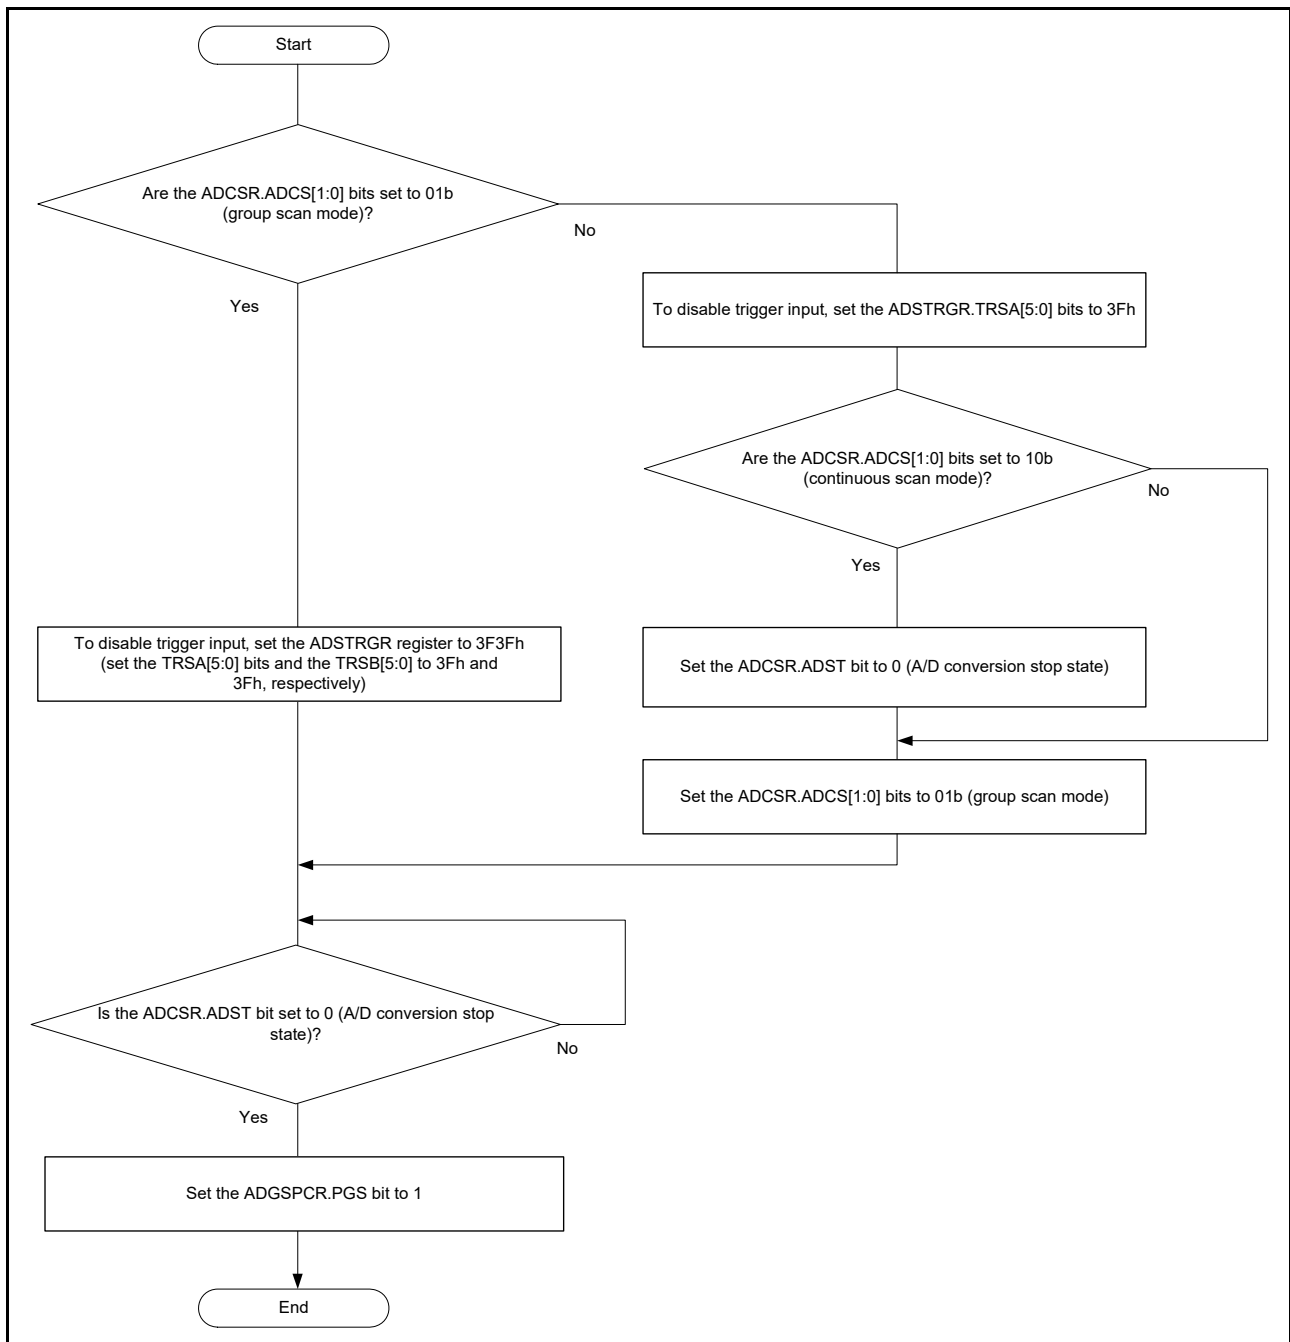 Start
Are the ADCSR.ADCS[1:0] bits set to 01b
(group scan mode)?
No
Yes
To disable trigger input, set the ADSTRGR.TRSA[5:0] bits to 3Fh
Are the ADCSR.ADCS[1:0] bits set to 10b
(continuous scan mode)?
No
Yes
To disable trigger input, set the ADSTRGR register to 3F3Fh
(set the TRSA[5:0] bits and the TRSB[5:0] to 3Fh and
3Fh, respectively)
Set the ADCSR.ADST bit to 0 (A/D conversion stop state)
Set the ADCSR.ADCS[1:0] bits to 01b (group scan mode)
Is the ADCSR.ADST bit set to 0 (A/D conversion stop
state)?
No
Yes
Set the ADGSPCR.PGS bit to 1
End